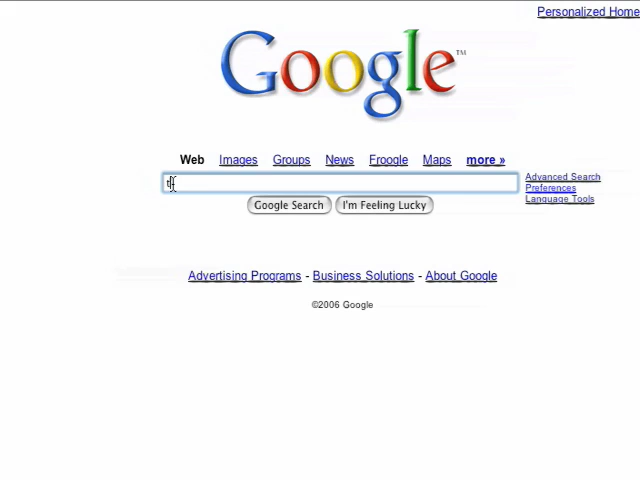 Personalized Home
Google™
Web Images Groups News Froogle Maps more »
Advanced Search
Preferences
Language Tools
Google Search I'm Feeling Lucky
Advertising Programs - Business Solutions - About Google
©2006 Google